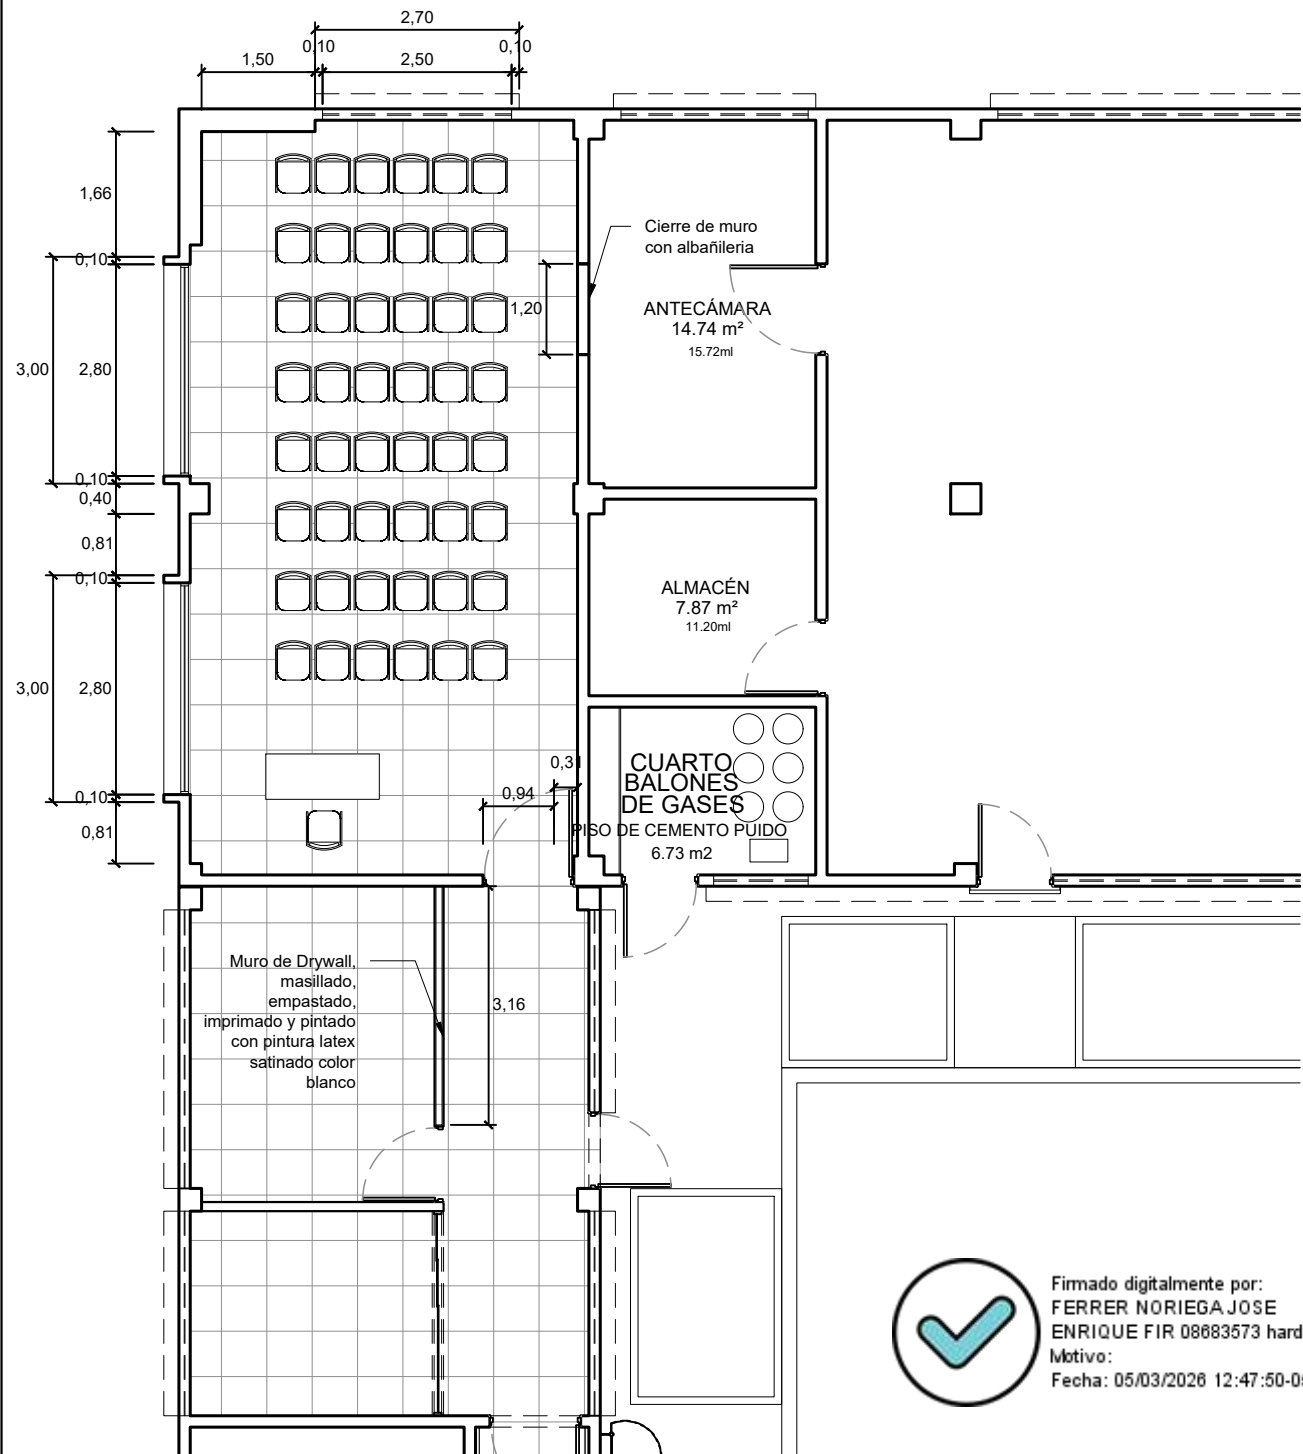 2,70
0,10
0,10
1,50
2,50
1,66
0,10
3,00
2,80
0,10
0,40
0,81
0,10
3,00
2,80
0,10
0,81
1,20
Cierre de muro
con albañileria
ANTECÁMARA
14.74 m²
15.72ml
ALMACÉN
7.87 m²
11.20ml
0,31
0,94
CUARTO
BALONES
DE GASES
PISO DE CEMENTO PUIDO
6.73 m2
Muro de Drywall,
masillado,
empastado,
imprimado y pintado
con pintura latex
satinado color
blanco
3,16
Firmado digitalmente por:
FERRER NORIEGA JOSE
ENRIQUE FIR 08683573 hard
Motivo:
Fecha: 05/03/2026 12:47:50-0